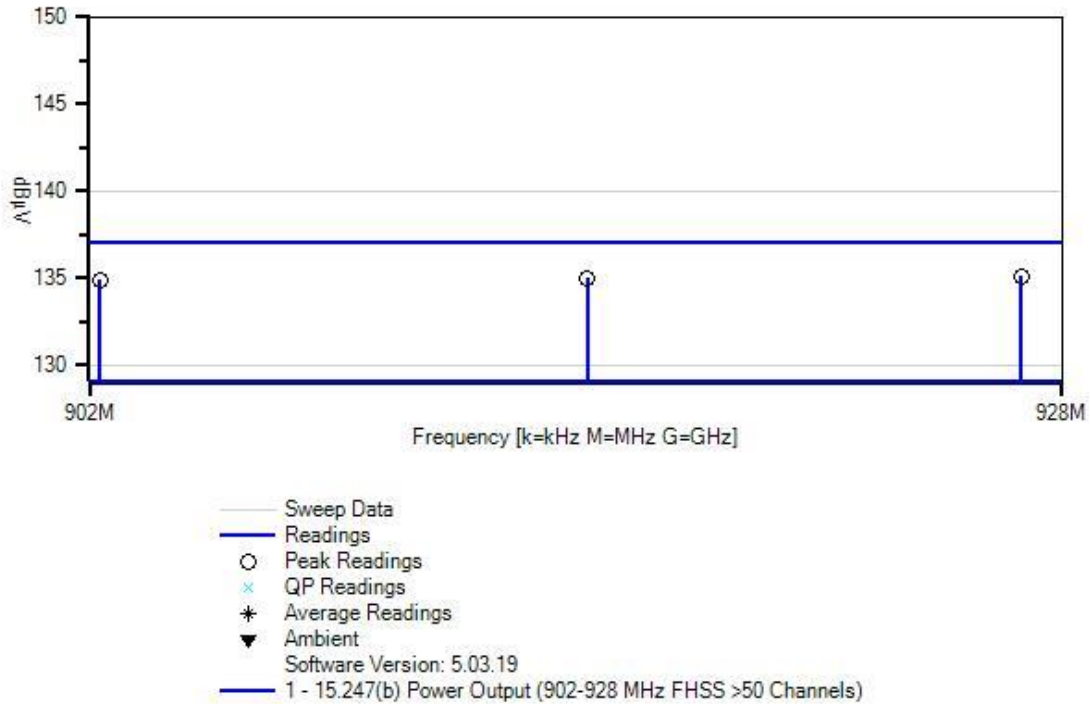 150
145
140
135
130
dBµV
902M
928M
Frequency [k=kHz M=MHz G=GHz]
Sweep Data
Readings
Peak Readings
QP Readings
Average Readings
Ambient
Software Version: 5.03.19
1 - 15.247(b) Power Output (902-928 MHz FHSS >50 Channels)